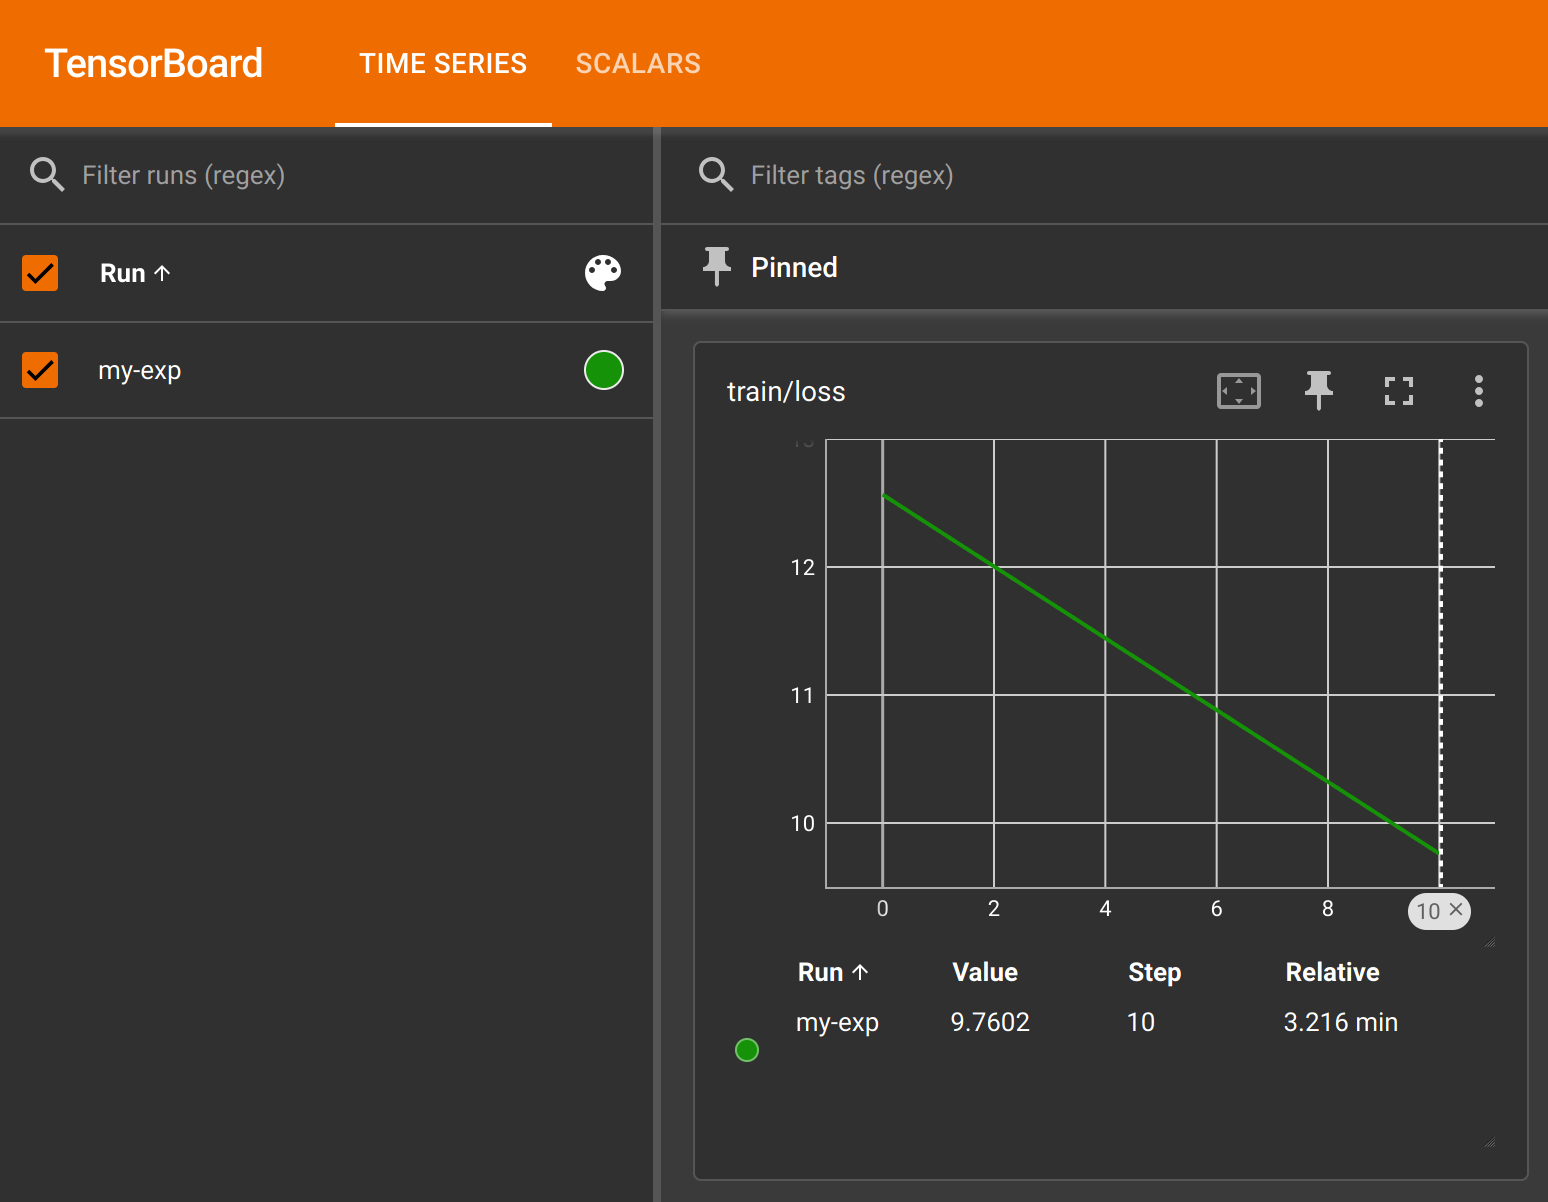 TensorBoard TIME SERIES SCALARS
Filter runs (regex)
Run ↑
my-exp
Filter tags (regex)
Pinned
train/loss
12
11
10
0 2 4 6 8 10 ×
Run ↑ Value Step Relative
my-exp 9.7602 10 3.216 min